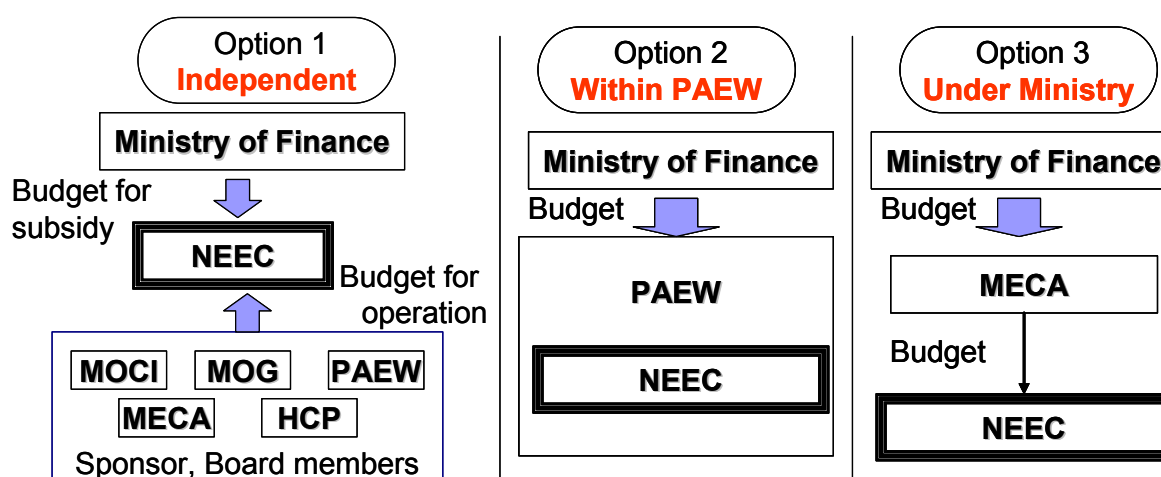 Option 1
Independent
Ministry of Finance
Budget for
subsidy
NEEC
Budget for
operation
MOCI MOG PAEW
MECA HCP
Sponsor, Board members
Option 2
Within PAEW
Ministry of Finance
Budget
PAEW
NEEC
Option 3
Under Ministry
Ministry of Finance
Budget
MECA
Budget
NEEC